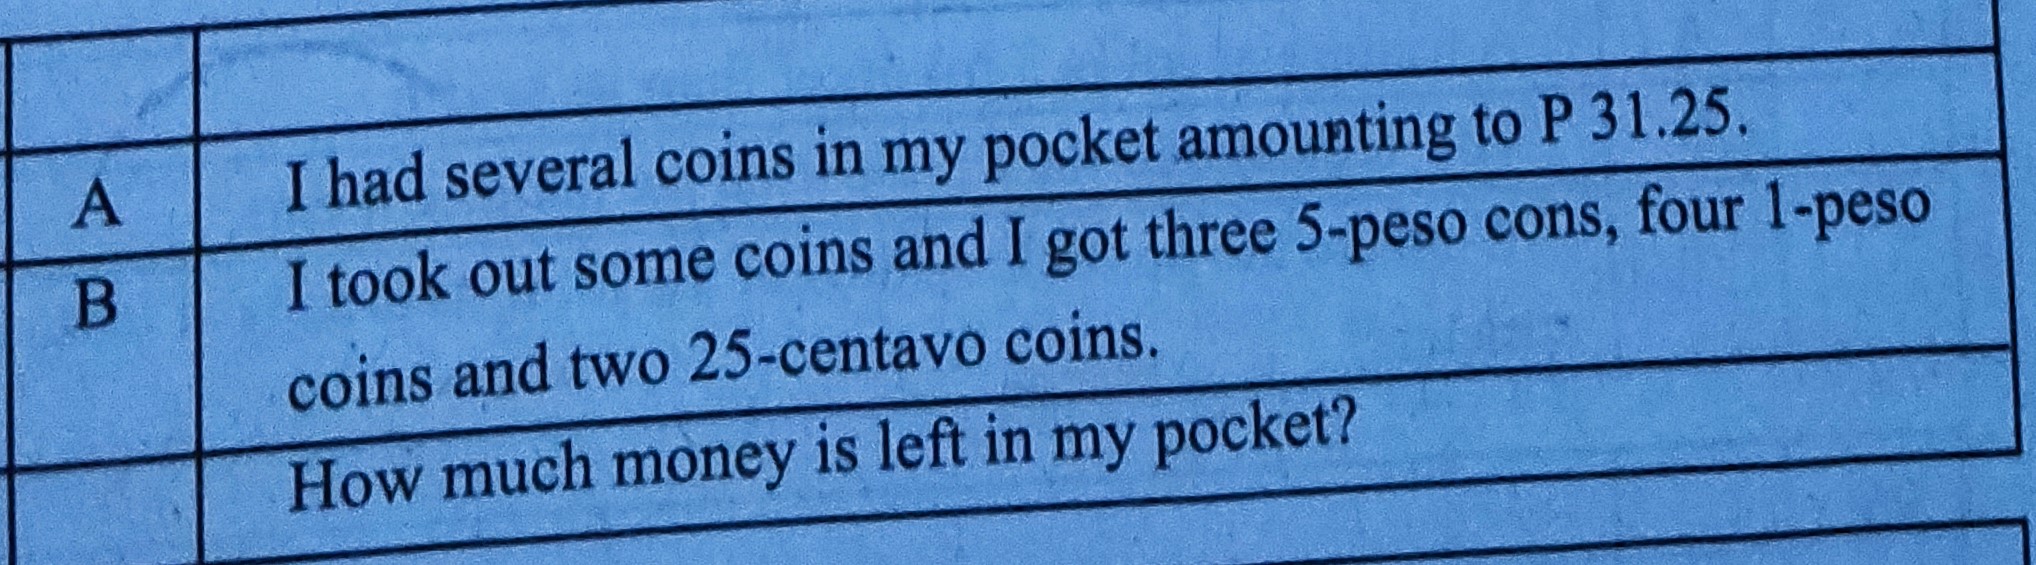 A I had several coins in my pocket amounting to P 31.25.
B I took out some coins and I got three 5-peso cons, four 1-peso
coins and two 25-centavo coins.
How much money is left in my pocket?